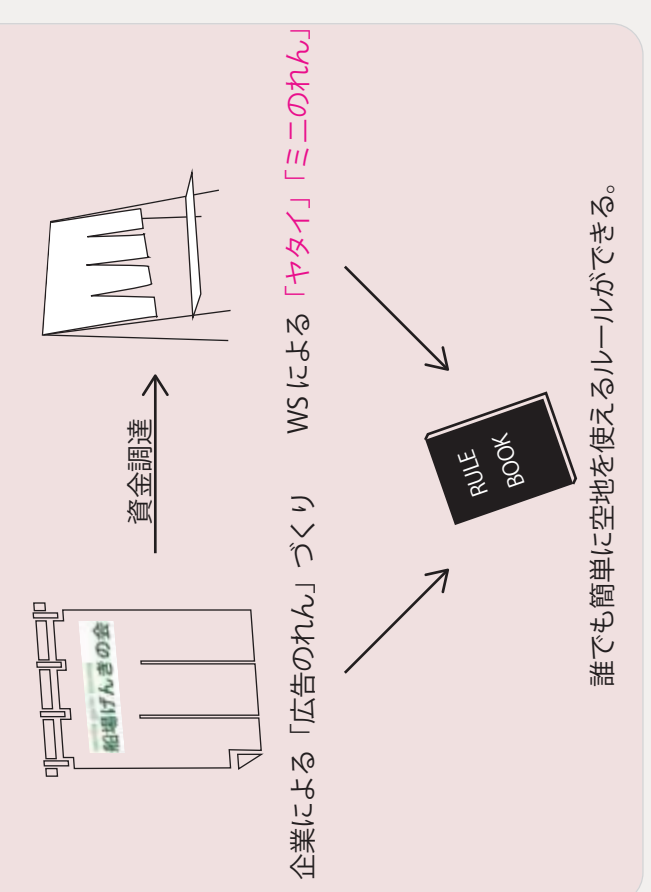 船場げんきの会
資金調達
企業による「広告のれん」づくり
WSによる「ヤタイ」「ミニのれん」
RULE
BOOK
誰でも簡単に空地を使えるルールができる。